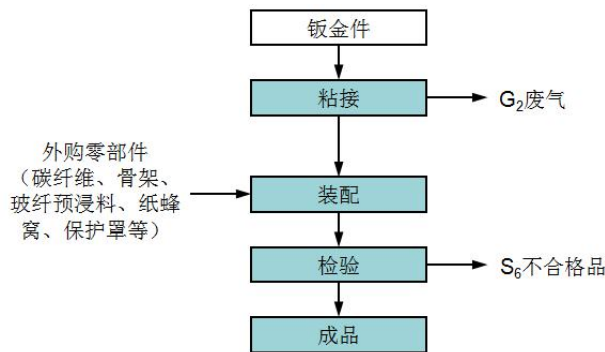 钣金件
粘接
G₂废气
外购零部件
（碳纤维、骨架、
玻纤预浸料、纸蜂
窝、保护罩等）
装配
检验
S₆不合格品
成品